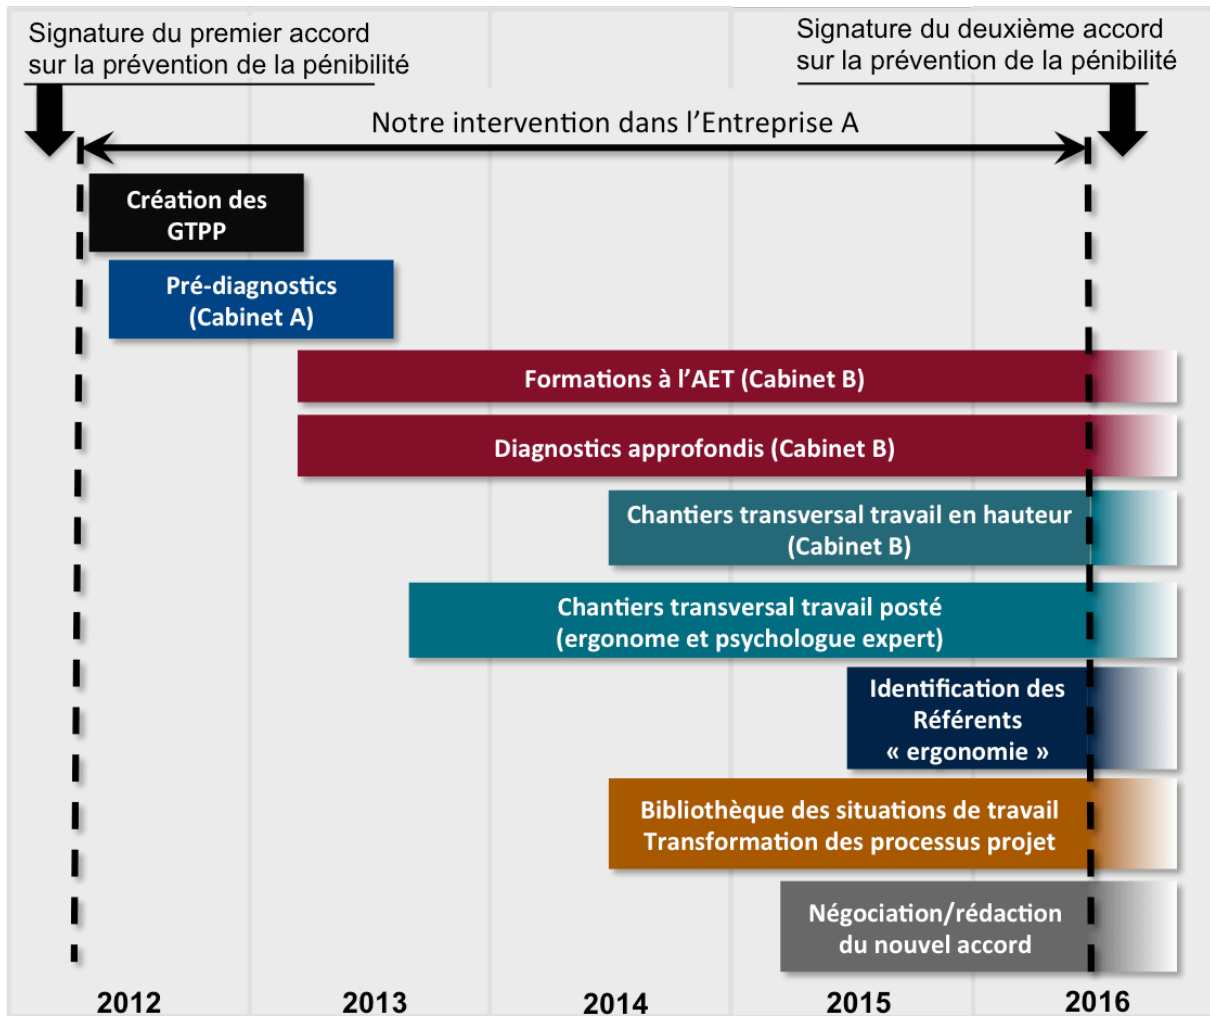 Signature du premier accord
sur la prévention de la pénibilité
Signature du deuxième accord
sur la prévention de la pénibilité
Notre intervention dans l'Entreprise A
Création des
GTPP
Pré-diagnostics
(Cabinet A)
Formations à l'AET (Cabinet B)
Diagnostics approfondis (Cabinet B)
Chantiers transversal travail en hauteur
(Cabinet B)
Chantiers transversal travail posté
(ergonome et psychologue expert)
Identification des
Référents
« ergonomie »
Bibliothèque des situations de travail
Transformation des processus projet
Négociation/rédaction
du nouvel accord
2012 2013 2014 2015 2016